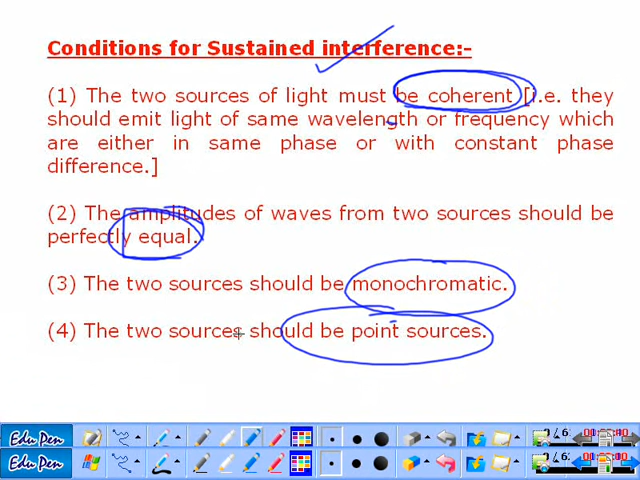 Conditions for Sustained interference:-
(1) The two sources of light must be coherent [i.e. they
should emit light of same wavelength or frequency which
are either in same phase or with constant phase
difference.]
(2) The amplitudes of waves from two sources should be
perfectly equal.
(3) The two sources should be monochromatic.
(4) The two sources should be point sources.
Edu Pen
Edu Pen